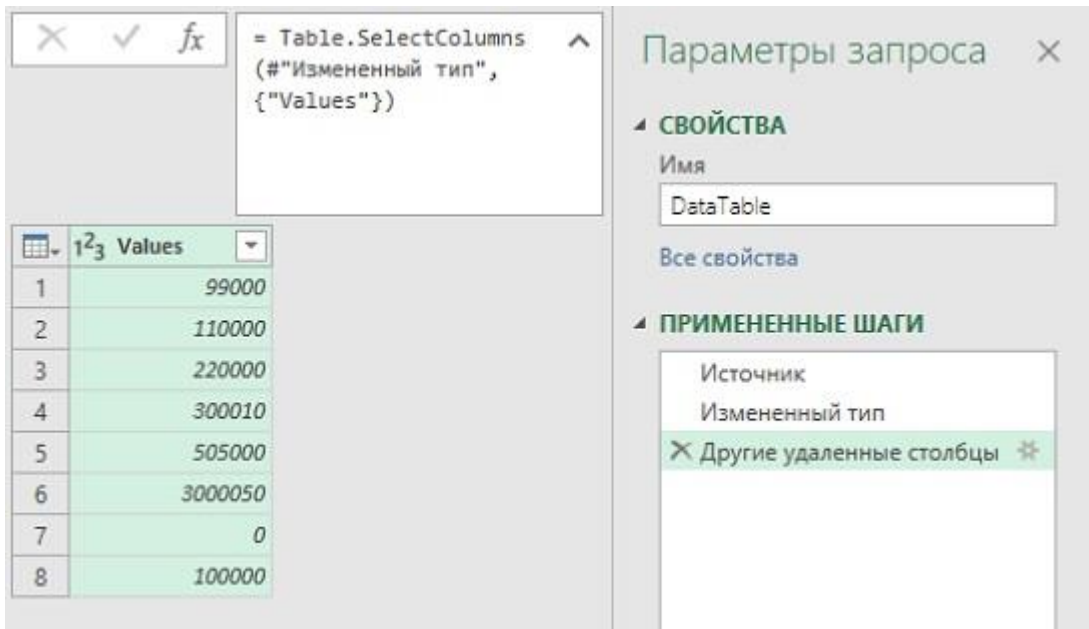 fx
= Table.SelectColumns
(#"Измененный тип",
{"Values"})
1²3 Values
1 99000
2 110000
3 220000
4 300010
5 505000
6 3000050
7 0
8 100000
Параметры запроса
СВОЙСТВА
Имя
DataTable
Все свойства
ПРИМЕНЕННЫЕ ШАГИ
Источник
Измененный тип
Другие удаленные столбцы